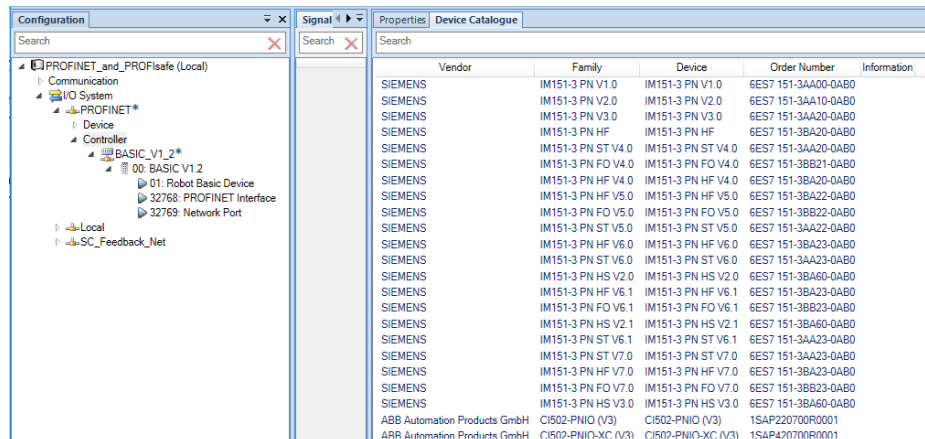 Configuration
Signal
Properties Device Catalogue
Search
Search
Search
PROFINET_and_PROFIsafe (Local)
Communication
I/O System
PROFINET*
Device
Controller
BASIC_V1_2*
00: BASIC V1.2
01: Robot Basic Device
32768: PROFINET Interface
32769: Network Port
Local
SC_Feedback_Net
Vendor Family Device Order Number Information
SIEMENS IM151-3 PN V1.0 IM151-3 PN V1.0 6ES7 151-3AA00-0AB0
SIEMENS IM151-3 PN V2.0 IM151-3 PN V2.0 6ES7 151-3AA10-0AB0
SIEMENS IM151-3 PN V3.0 IM151-3 PN V3.0 6ES7 151-3AA20-0AB0
SIEMENS IM151-3 PN HF IM151-3 PN HF 6ES7 151-3BA20-0AB0
SIEMENS IM151-3 PN ST V4.0 IM151-3 PN ST V4.0 6ES7 151-3AA20-0AB0
SIEMENS IM151-3 PN FO V4.0 IM151-3 PN FO V4.0 6ES7 151-3BB21-0AB0
SIEMENS IM151-3 PN HF V4.0 IM151-3 PN HF V4.0 6ES7 151-3BA20-0AB0
SIEMENS IM151-3 PN HF V5.0 IM151-3 PN HF V5.0 6ES7 151-3BA22-0AB0
SIEMENS IM151-3 PN FO V5.0 IM151-3 PN FO V5.0 6ES7 151-3BB22-0AB0
SIEMENS IM151-3 PN ST V5.0 IM151-3 PN ST V5.0 6ES7 151-3AA22-0AB0
SIEMENS IM151-3 PN HF V6.0 IM151-3 PN HF V6.0 6ES7 151-3BA23-0AB0
SIEMENS IM151-3 PN ST V6.0 IM151-3 PN ST V6.0 6ES7 151-3AA23-0AB0
SIEMENS IM151-3 PN HS V2.0 IM151-3 PN HS V2.0 6ES7 151-3BA60-0AB0
SIEMENS IM151-3 PN HF V6.1 IM151-3 PN HF V6.1 6ES7 151-3BA23-0AB0
SIEMENS IM151-3 PN FO V6.1 IM151-3 PN FO V6.1 6ES7 151-3BB23-0AB0
SIEMENS IM151-3 PN HS V2.1 IM151-3 PN HS V2.1 6ES7 151-3BA60-0AB0
SIEMENS IM151-3 PN ST V6.1 IM151-3 PN ST V6.1 6ES7 151-3AA23-0AB0
SIEMENS IM151-3 PN ST V7.0 IM151-3 PN ST V7.0 6ES7 151-3AA23-0AB0
SIEMENS IM151-3 PN HF V7.0 IM151-3 PN HF V7.0 6ES7 151-3BA23-0AB0
SIEMENS IM151-3 PN FO V7.0 IM151-3 PN FO V7.0 6ES7 151-3BB23-0AB0
SIEMENS IM151-3 PN HS V3.0 IM151-3 PN HS V3.0 6ES7 151-3BA60-0AB0
ABB Automation Products GmbH CI502-PNIO (V3) CI502-PNIO (V3) 1SAP220700R0001
ABB Automation Products GmbH CI502-PNIO-XC (V3) CI502-PNIO-XC (V3) 1SAP420700R0001